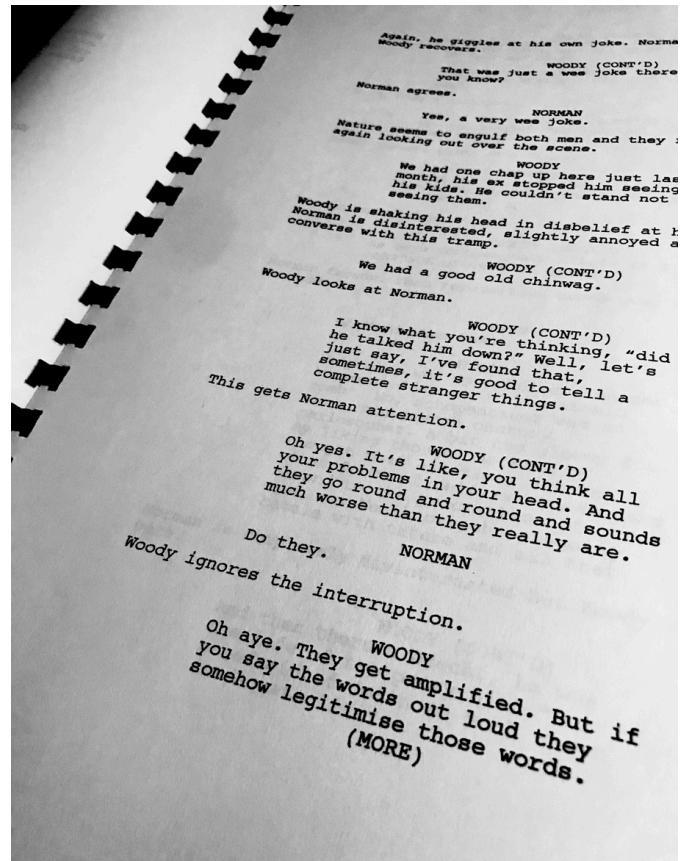 Again, he giggles at his own joke. Norma
Woody recovers.
WOODY (CONT'D)
That was just a wee joke there
you know?
Norman agrees.
NORMAN
Yes, a very wee joke.
Nature seems to engulf both men and they
again looking out over the scene.
WOODY
We had one chap up here just las
month, his ex stopped him seeing
his kids. He couldn't stand not
seeing them.
Woody is shaking his head in disbelief at h
Norman is disinterested, slightly annoyed a
converse with this tramp.
WOODY (CONT'D)
We had a good old chinwag.
Woody looks at Norman.
WOODY (CONT'D)
I know what you're thinking, "did
he talked him down?" Well, let's
just say, I've found that,
sometimes, it's good to tell a
complete stranger things.
This gets Norman attention.
WOODY (CONT'D)
Oh yes. It's like, you think all
your problems in your head. And
they go round and round and sounds
much worse than they really are.
NORMAN
Do they.
Woody ignores the interruption.
WOODY
Oh aye. They get amplified. But if
you say the words out loud they
somehow legitimise those words.
(MORE)